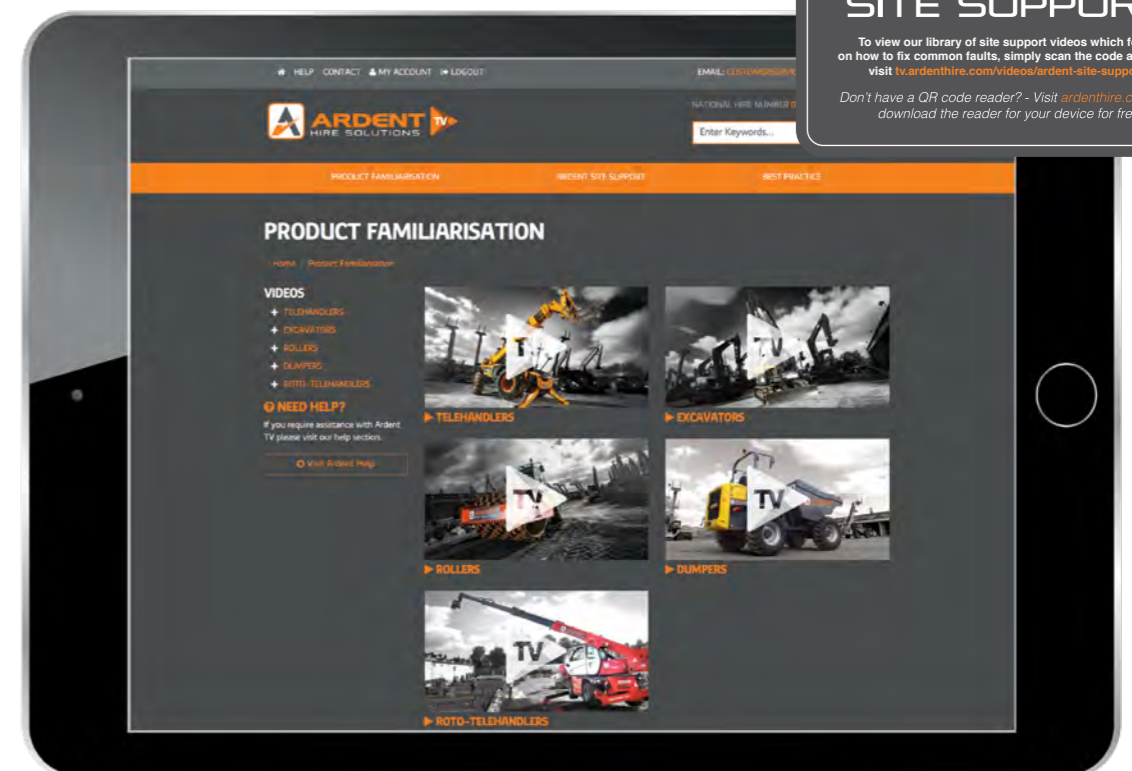 SITE SUPPOR
To view our library of site support videos which fo
on how to fix common faults, simply scan the code a
visit tv.ardenthire.com/videos/ardent-site-suppo
Don't have a QR code reader? - Visit ardenthire.c
download the reader for your device for fre
HELP CONTACT MY ACCOUNT LOGOUT
EMAIL:
ARDENT TV
HIRE SOLUTIONS
NATIONAL HIRE NUMBER
Enter Keywords...
PRODUCT FAMILIARISATION ARDENT SITE SUPPORT BEST PRACTICE
PRODUCT FAMILIARISATION
Home / Product Familiarisation
VIDEOS
TELEHANDLERS
EXCAVATORS
ROLLERS
DUMPERS
ROTO-TELEHANDLERS
NEED HELP?
If you require assistance with Ardent
TV please visit our help section.
Visit Ardent Help
TV
TELEHANDLERS
TV
EXCAVATORS
TV
ROLLERS
TV
DUMPERS
TV
ROTO-TELEHANDLERS